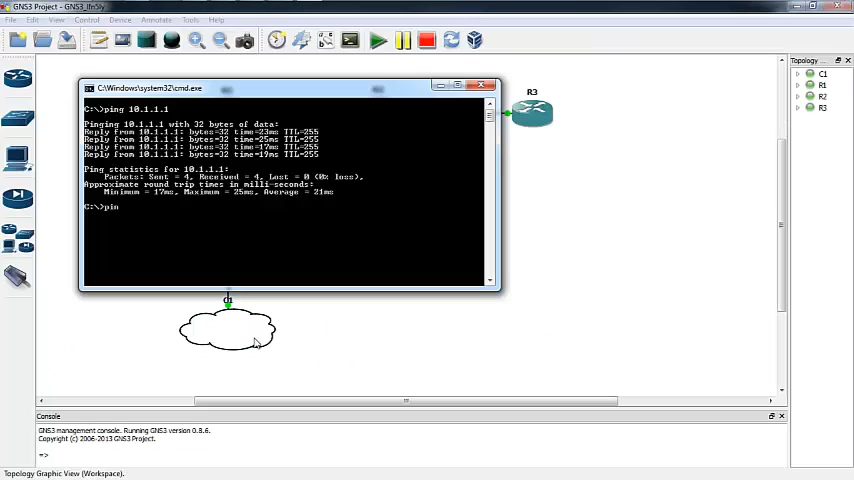 GNS3 Project - GNS3_lfn5ly
File Edit View Control Device Annotate Tools Help
Topology ...
C1
R1
R2
R3
R3
C:\Windows\system32\cmd.exe
C:\>ping 10.1.1.1
Pinging 10.1.1.1 with 32 bytes of data:
Reply from 10.1.1.1: bytes=32 time=23ms TTL=255
Reply from 10.1.1.1: bytes=32 time=25ms TTL=255
Reply from 10.1.1.1: bytes=32 time=17ms TTL=255
Reply from 10.1.1.1: bytes=32 time=19ms TTL=255
Ping statistics for 10.1.1.1:
Packets: Sent = 4, Received = 4, Lost = 0 (0% loss),
Approximate round trip times in milli-seconds:
Minimum = 17ms, Maximum = 25ms, Average = 21ms
C:\>pin
C1
Console
GNS3 management console. Running GNS3 version 0.8.6.
Copyright (c) 2006-2013 GNS3 Project.
=>
Topology Graphic View (Workspace).